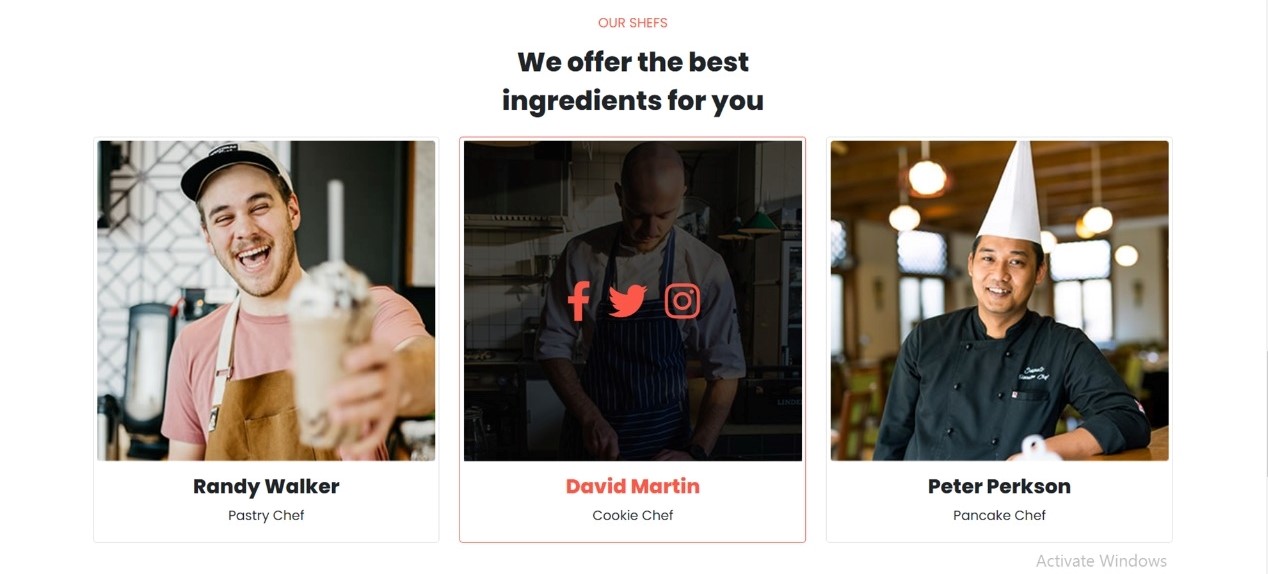 OUR SHEFS
We offer the best
ingredients for you
Randy Walker
Pastry Chef
David Martin
Cookie Chef
Peter Perkson
Pancake Chef
Activate Windows